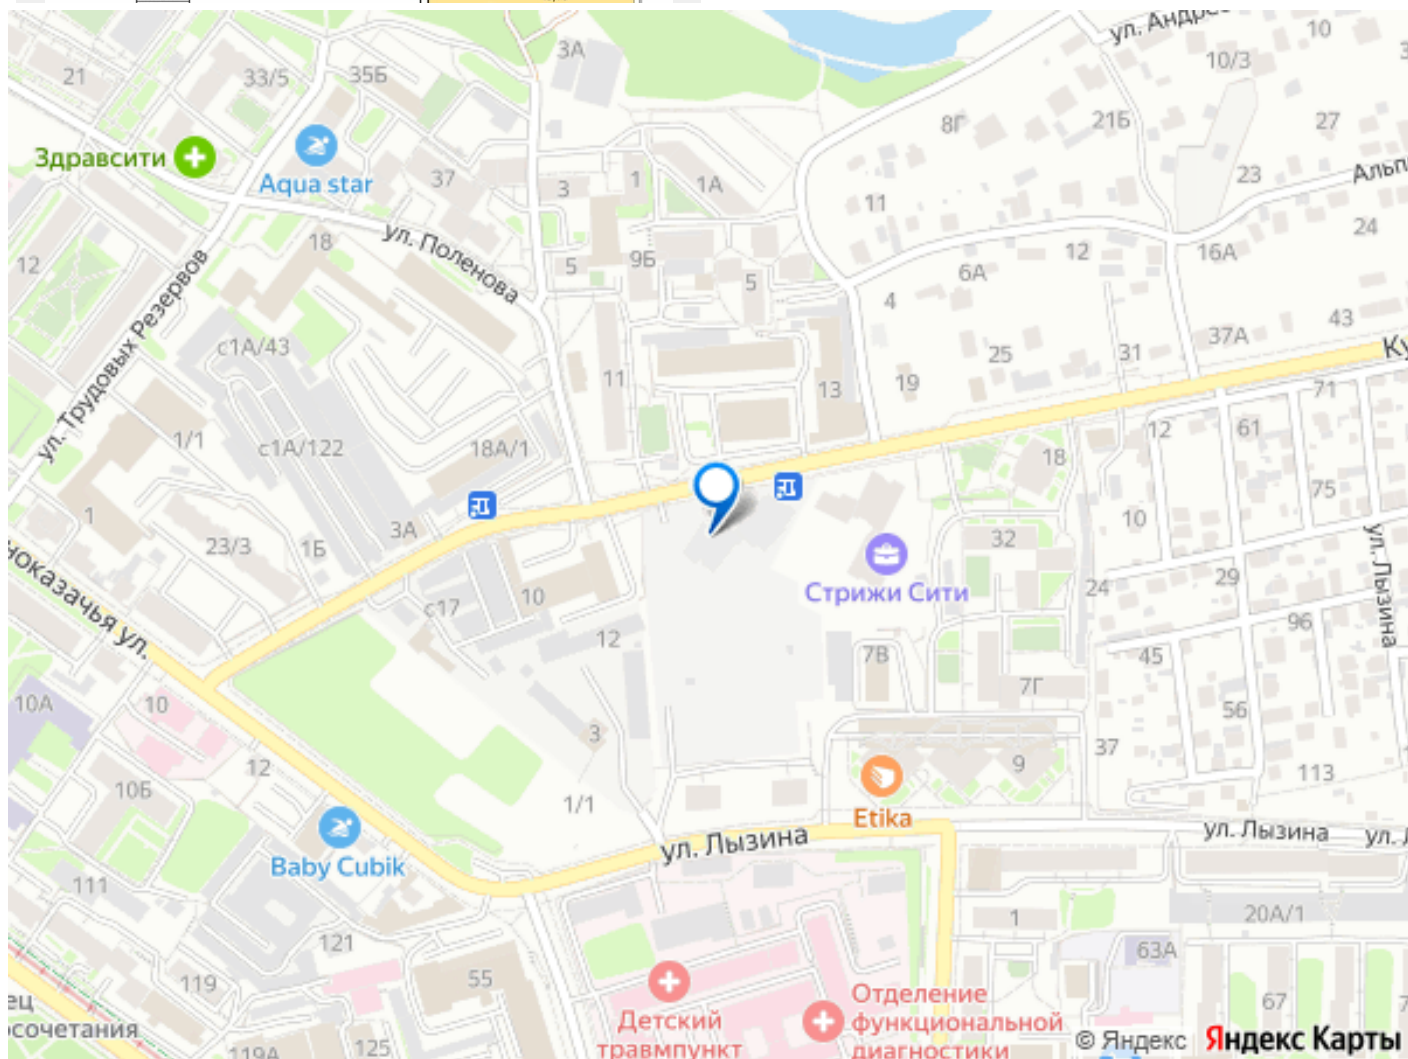 ул. Андрее
3А
10
10/3
21
33/5
35Б
8Г
21Б
27
Здравсити
Aqua star
37
3
1
1А
23
Альп
11
18
ул. Поленова
12
5
9Б
5
6А
12
16А
24
ул. Трудовых Резервов
4
43
с1А/43
25
31
37А
Ку
11
13
19
71
1/1
с1А/122
18А/1
18
12
61
1
3А
75
10
23/3
1Б
32
ноказачья ул.
Стрижи Сити
24
29
ул. Лызина
с17
10
12
96
7В
45
10А
10
7Г
56
3
37
12
9
113
10Б
1/1
Etika
ул. Лызина
ул. Лызина
ул. Л
Baby Cubik
111
1
20А/1
121
63А
119
55
67
7
ец
Отделение
функциональной
диагностики
сочетания
Детский
травмпункт
119А
125
© Яндекс Яндекс Карты